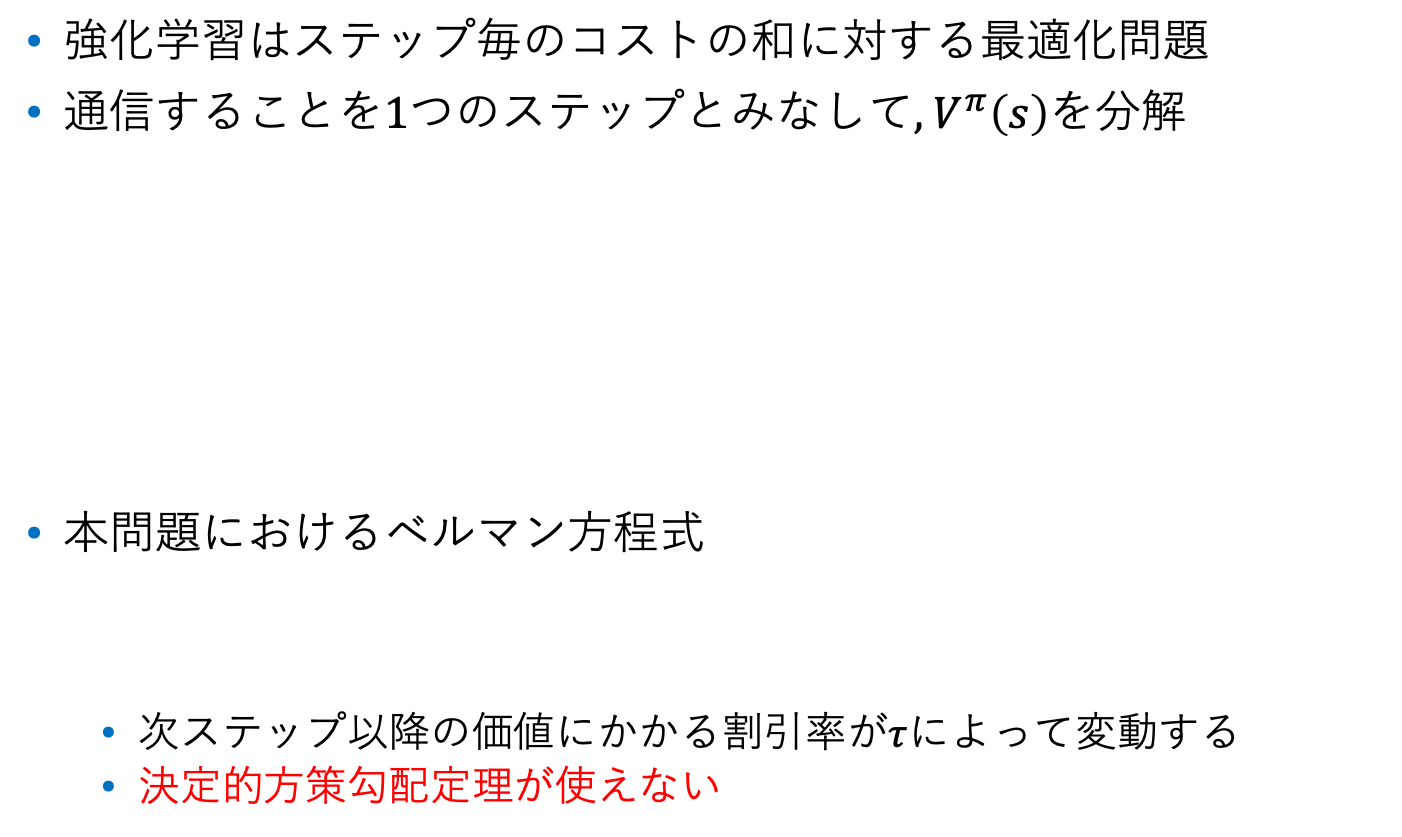 • 強化学習はステップ毎のコストの和に対する最適化問題
• 通信することを1つのステップとみなして, V^π(s)を分解
• 本問題におけるベルマン方程式
• 次ステップ以降の価値にかかる割引率がτによって変動する
• 決定的方策勾配定理が使えない